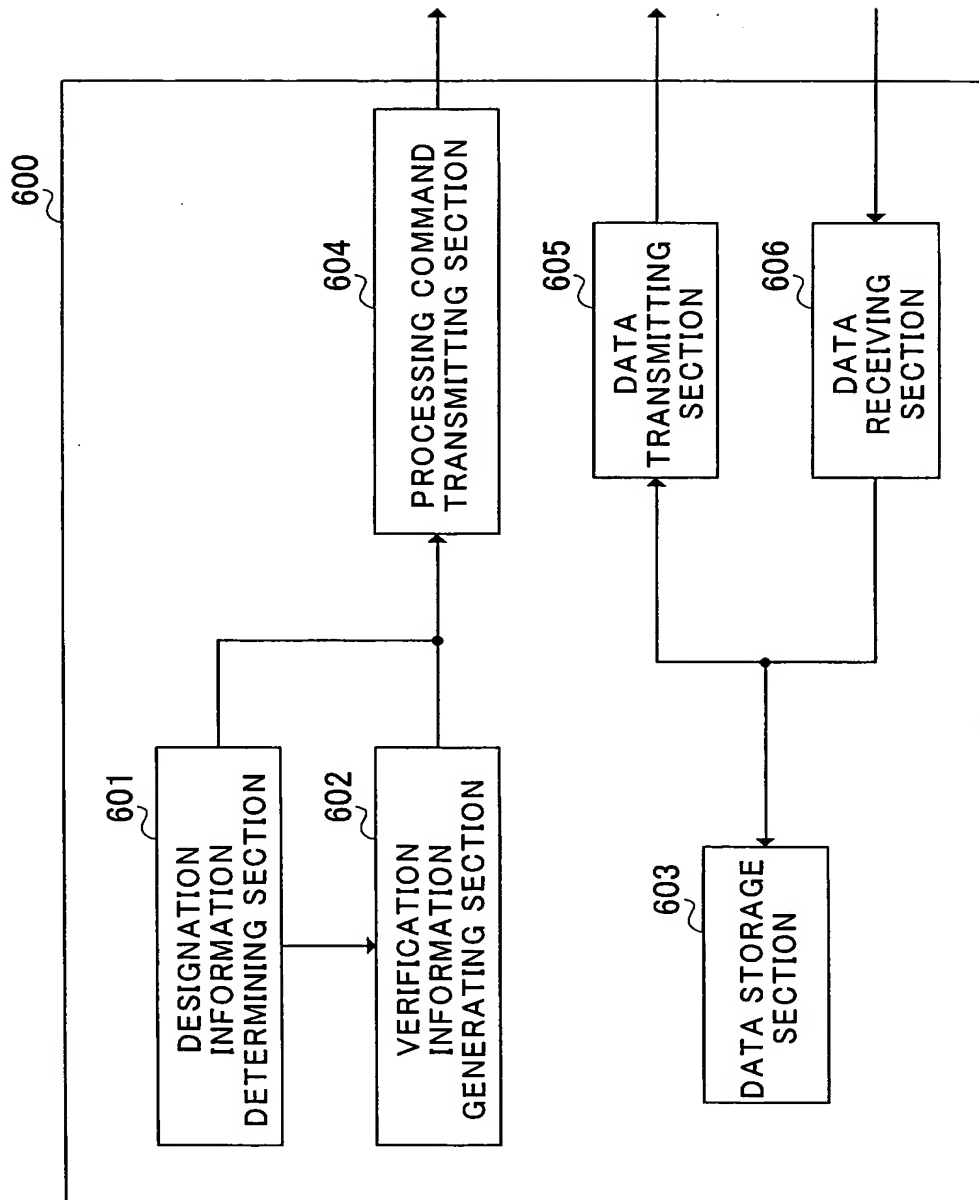 600
601
DESIGNATION
INFORMATION
DETERMINING SECTION
602
VERIFICATION
INFORMATION
GENERATING SECTION
604
PROCESSING COMMAND
TRANSMITTING SECTION
603
DATA STORAGE
SECTION
605
DATA
TRANSMITTING
SECTION
606
DATA
RECEIVING
SECTION